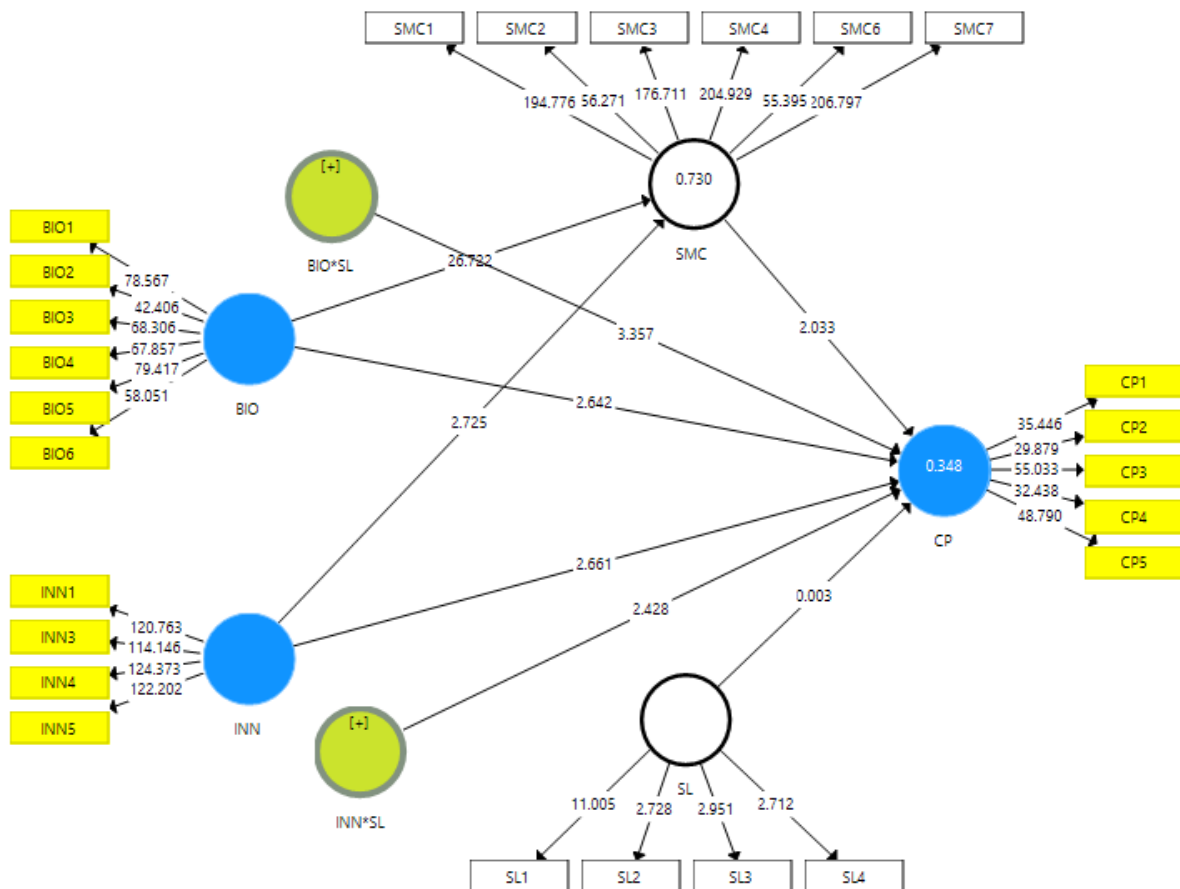 SMC1 SMC2 SMC3 SMC4 SMC6 SMC7
194.776 56.271 176.711 204.929 55.395 206.797
[+]
BIO*SL
0.730
SMC
BIO1
BIO2
BIO3
BIO4
BIO5
BIO6
78.567
42.406
68.306
67.857
79.417
58.051
BIO
26.722
3.357
2.033
2.642
2.725
0.348
CP
35.446
29.879
55.033
32.438
48.790
CP1
CP2
CP3
CP4
CP5
INN1
INN3
INN4
INN5
120.763
114.146
124.373
122.202
INN
2.661
2.428
0.003
[+]
INN*SL
SL
11.005 2.728 2.951 2.712
SL1 SL2 SL3 SL4